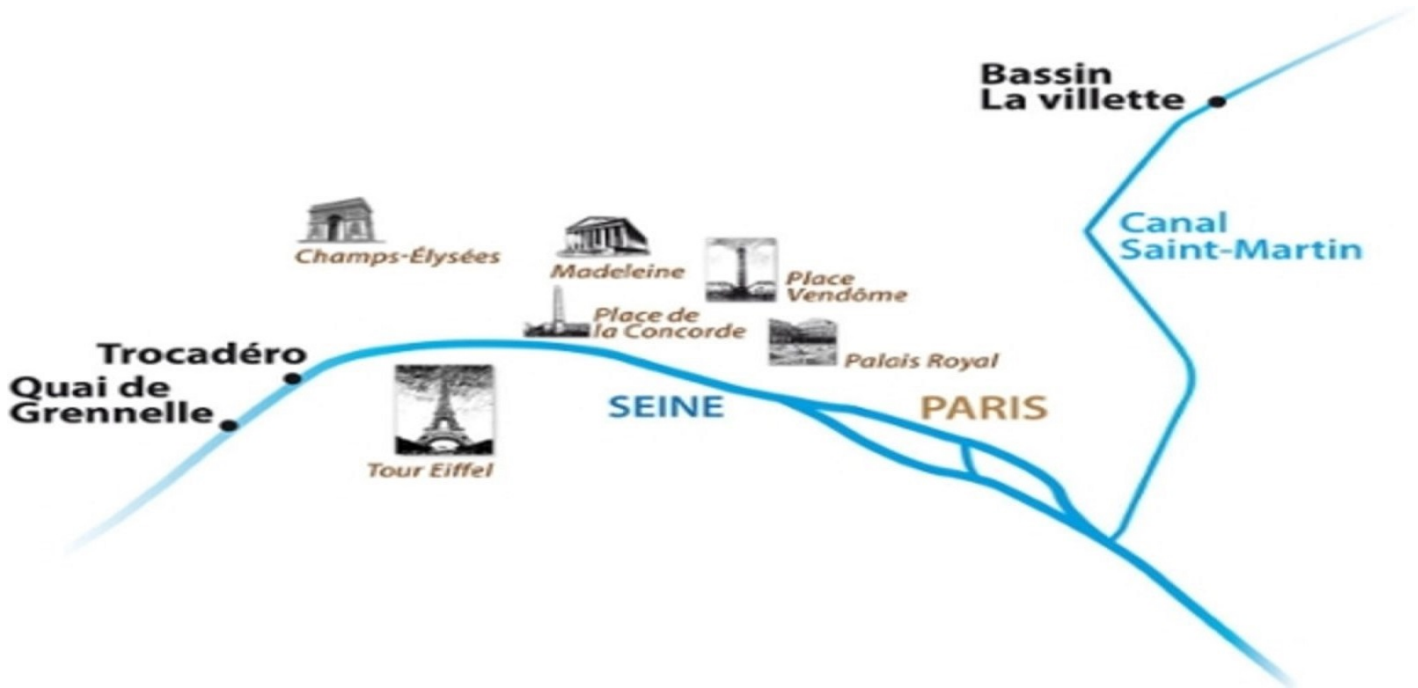 Bassin
La villette
Canal
Saint-Martin
Champs-Élysées
Madeleine
Place
Vendôme
Place de
la Concorde
Trocadéro
Palais Royal
Quai de
Grennelle
SEINE
PARIS
Tour Eiffel